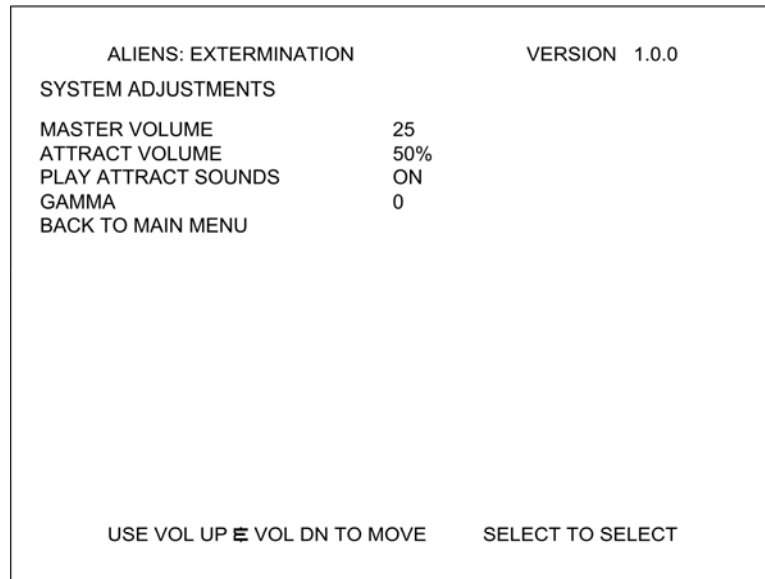 ALIENS: EXTERMINATION VERSION 1.0.0
SYSTEM ADJUSTMENTS
MASTER VOLUME 25
ATTRACT VOLUME 50%
PLAY ATTRACT SOUNDS ON
GAMMA 0
BACK TO MAIN MENU
USE VOL UP & VOL DN TO MOVE SELECT TO SELECT